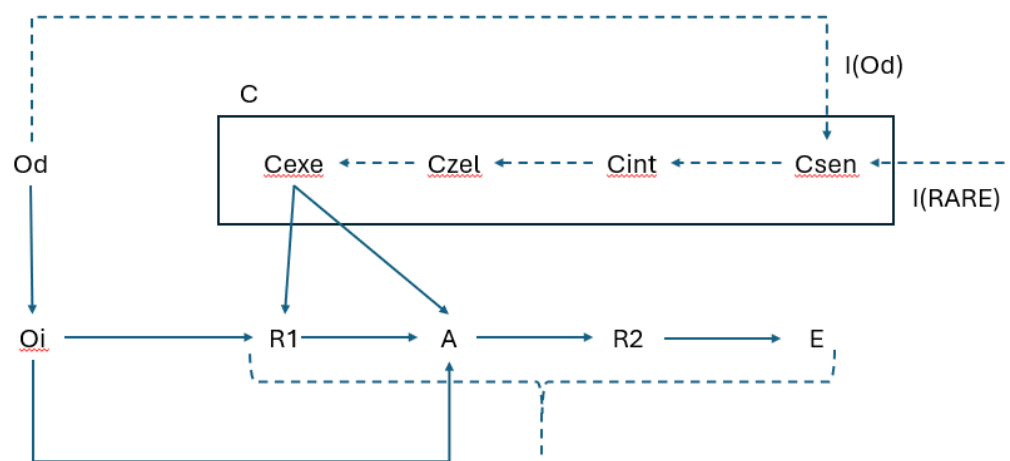 I(Od)
C
Od
Cexe
Czel
Cint
Csen
I(RARE)
Oi
R1
A
R2
E